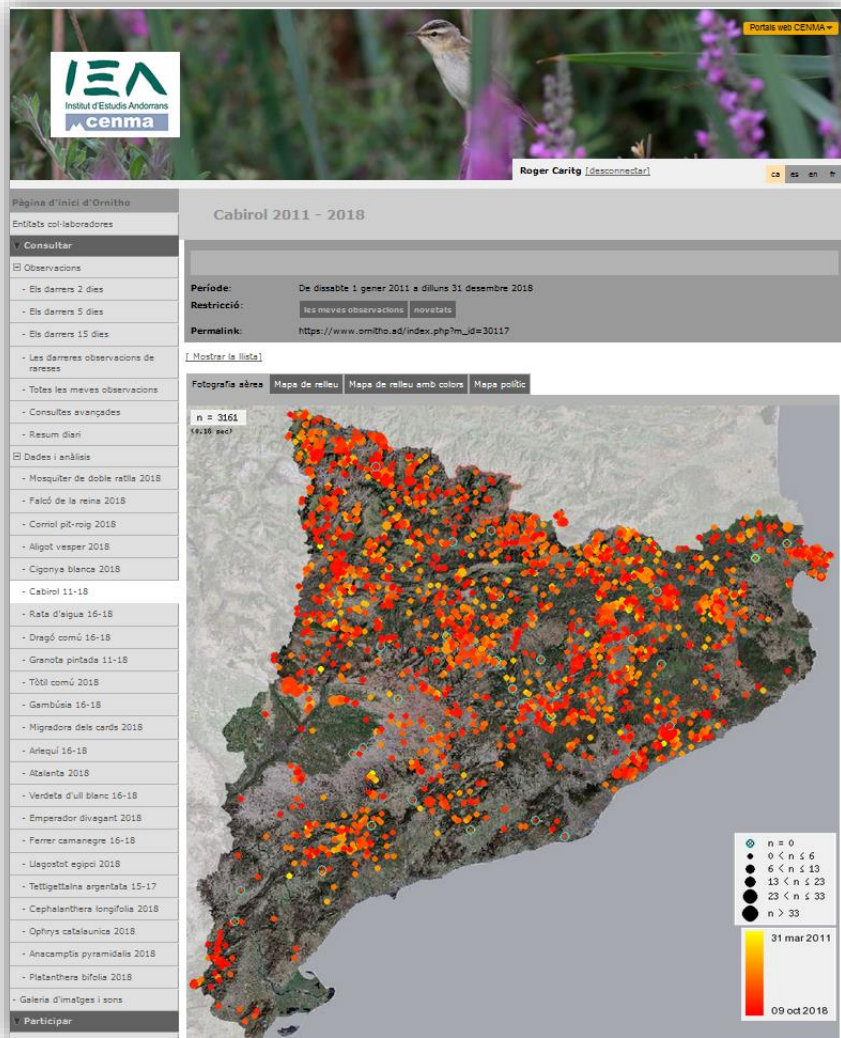 Portals web CENMA
IEA
Institut d'Estudis Andorrans
cenma
Roger Caritg [desconnectar]
ca es en fr
Pàgina d'inici d'Ornitho
Entitats col·laboradores
Consultar
Observacions
- Els darrers 2 dies
- Els darrers 5 dies
- Els darrers 15 dies
- Les darreres observacions de
rareses
- Totes les meves observacions
- Consultes avançades
- Resum diari
Dades i anàlisis
- Mosquiter de doble ratlla 2018
- Falcó de la reina 2018
- Corriol pit-roig 2018
- Aligot vesper 2018
- Cigonya blanca 2018
- Cabirol 11-18
- Rata d'aigua 16-18
- Dragó comú 16-18
- Granota pintada 11-18
- Tòtil comú 2018
- Gambúsia 16-18
- Migradora dels cards 2018
- Arlequí 16-18
- Atalanta 2018
- Verdeta d'ull blanc 16-18
- Emperador divagant 2018
- Ferrer camanegre 16-18
- Llagostot egipci 2018
- Tettigettalna argentata 15-17
- Cephalanthera longifolia 2018
- Ophrys catalaunica 2018
- Anacamptis pyramidalis 2018
- Platanthera bifolia 2018
- Galeria d'imatges i sons
Participar
Cabirol 2011 - 2018
Període: De dissabte 1 gener 2011 a dilluns 31 desembre 2018
Restricció: les meves observacions novetats
Permalink: https://www.ornitho.ad/index.php?m_id=30117
[ Mostrar la llista]
Fotografia aèrea Mapa de relleu Mapa de relleu amb colors Mapa polític
n = 3161
(0.16 sec)
n = 0
0 < n ≤ 6
6 < n ≤ 13
13 < n ≤ 23
23 < n ≤ 33
n > 33
31 mar 2011
09 oct 2018